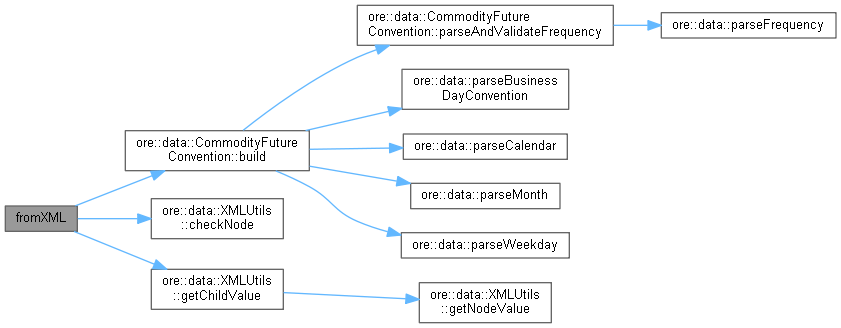 ore::data::CommodityFuture
Convention::parseAndValidateFrequency
ore::data::parseFrequency
ore::data::parseBusiness
DayConvention
ore::data::CommodityFuture
Convention::build
ore::data::parseCalendar
ore::data::parseMonth
fromXML
ore::data::XMLUtils
::checkNode
ore::data::parseWeekday
ore::data::XMLUtils
::getChildValue
ore::data::XMLUtils
::getNodeValue